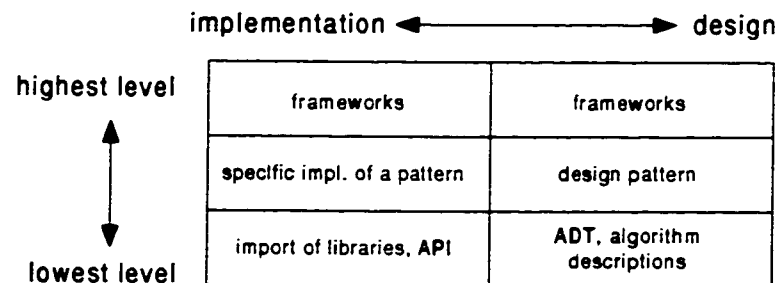 implementation design
highest level
frameworks frameworks
specific impl. of a pattern design pattern
import of libraries, API ADT, algorithm
descriptions
lowest level